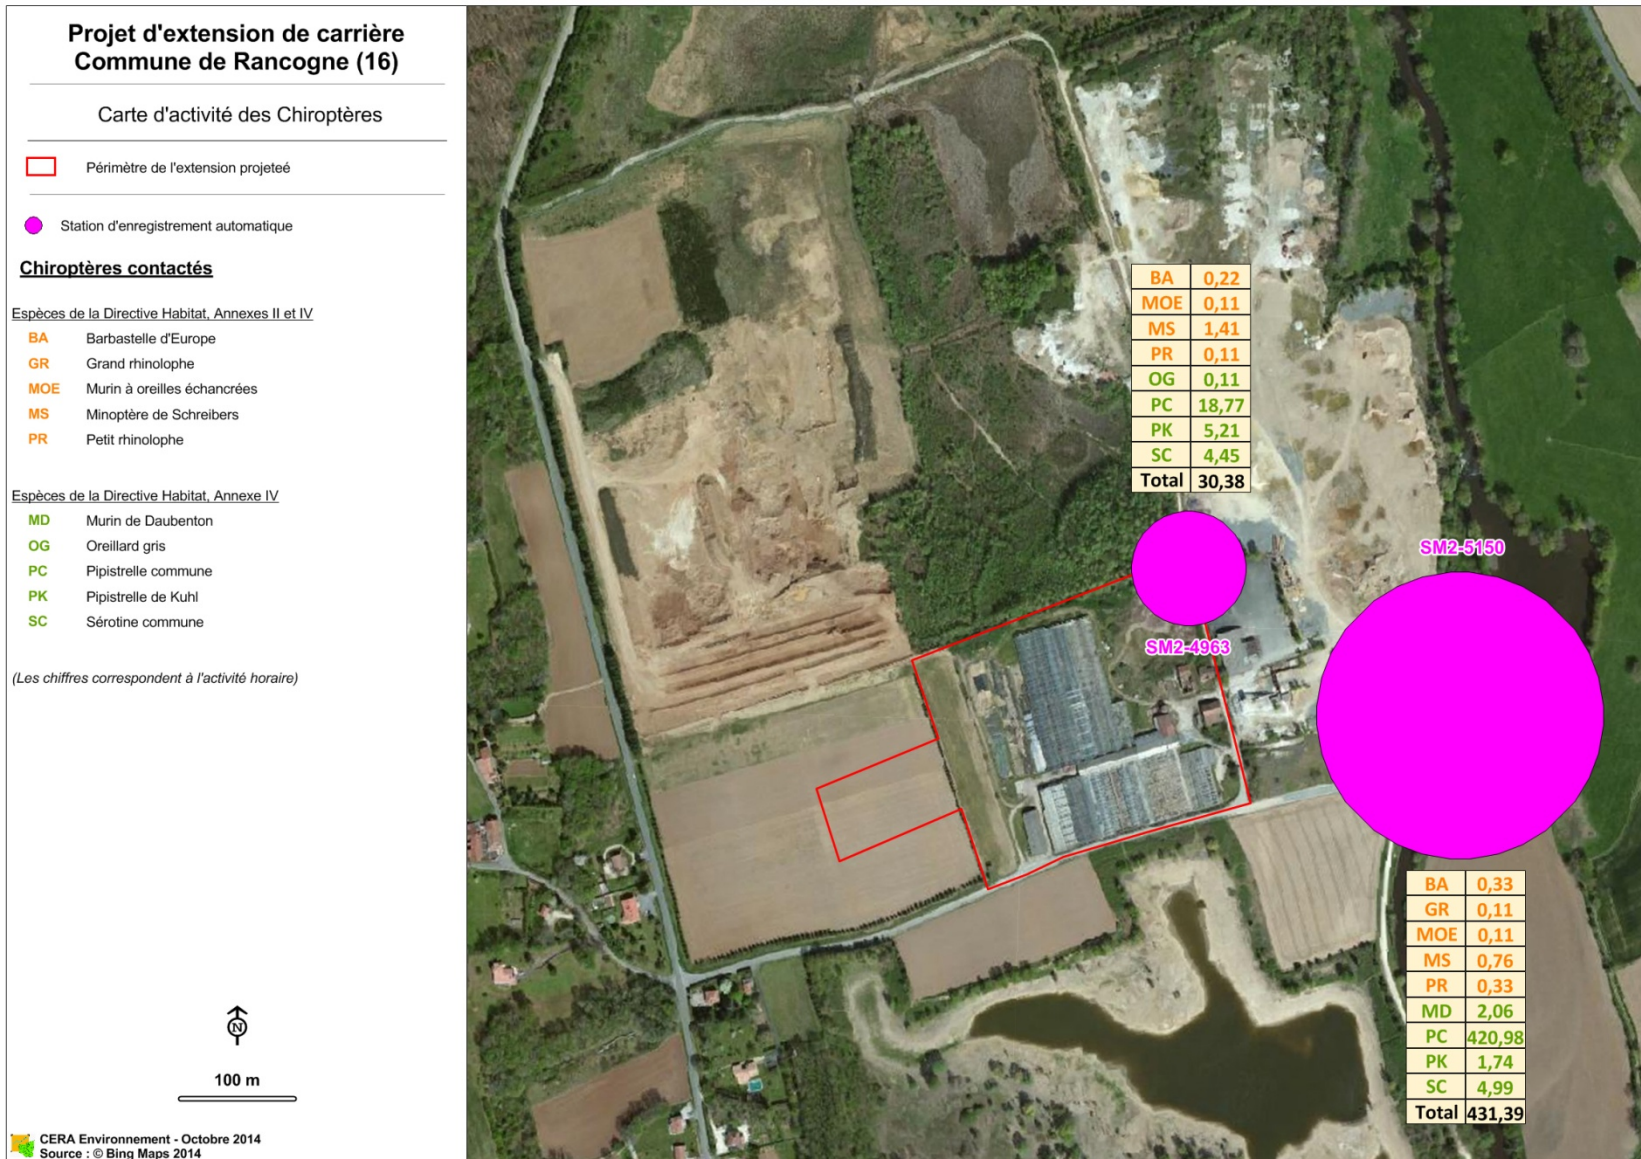 Projet d'extension de carrière
Commune de Rancogne (16)
Carte d'activité des Chiroptères
Périmètre de l'extension projeteé
Station d'enregistrement automatique
Chiroptères contactés
Espèces de la Directive Habitat, Annexes II et IV
BA Barbastelle d'Europe
GR Grand rhinolophe
MOE Murin à oreilles échancrées
MS Minoptère de Schreibers
PR Petit rhinolophe
Espèces de la Directive Habitat, Annexe IV
MD Murin de Daubenton
OG Oreillard gris
PC Pipistrelle commune
PK Pipistrelle de Kuhl
SC Sérotine commune
(Les chiffres correspondent à l'activité horaire)
N
100 m
CERA Environnement - Octobre 2014
Source : © Bing Maps 2014
BA 0,22
MOE 0,11
MS 1,41
PR 0,11
OG 0,11
PC 18,77
PK 5,21
SC 4,45
Total 30,38
SM2-4963
SM2-5150
BA 0,33
GR 0,11
MOE 0,11
MS 0,76
PR 0,33
MD 2,06
PC 420,98
PK 1,74
SC 4,99
Total 431,39